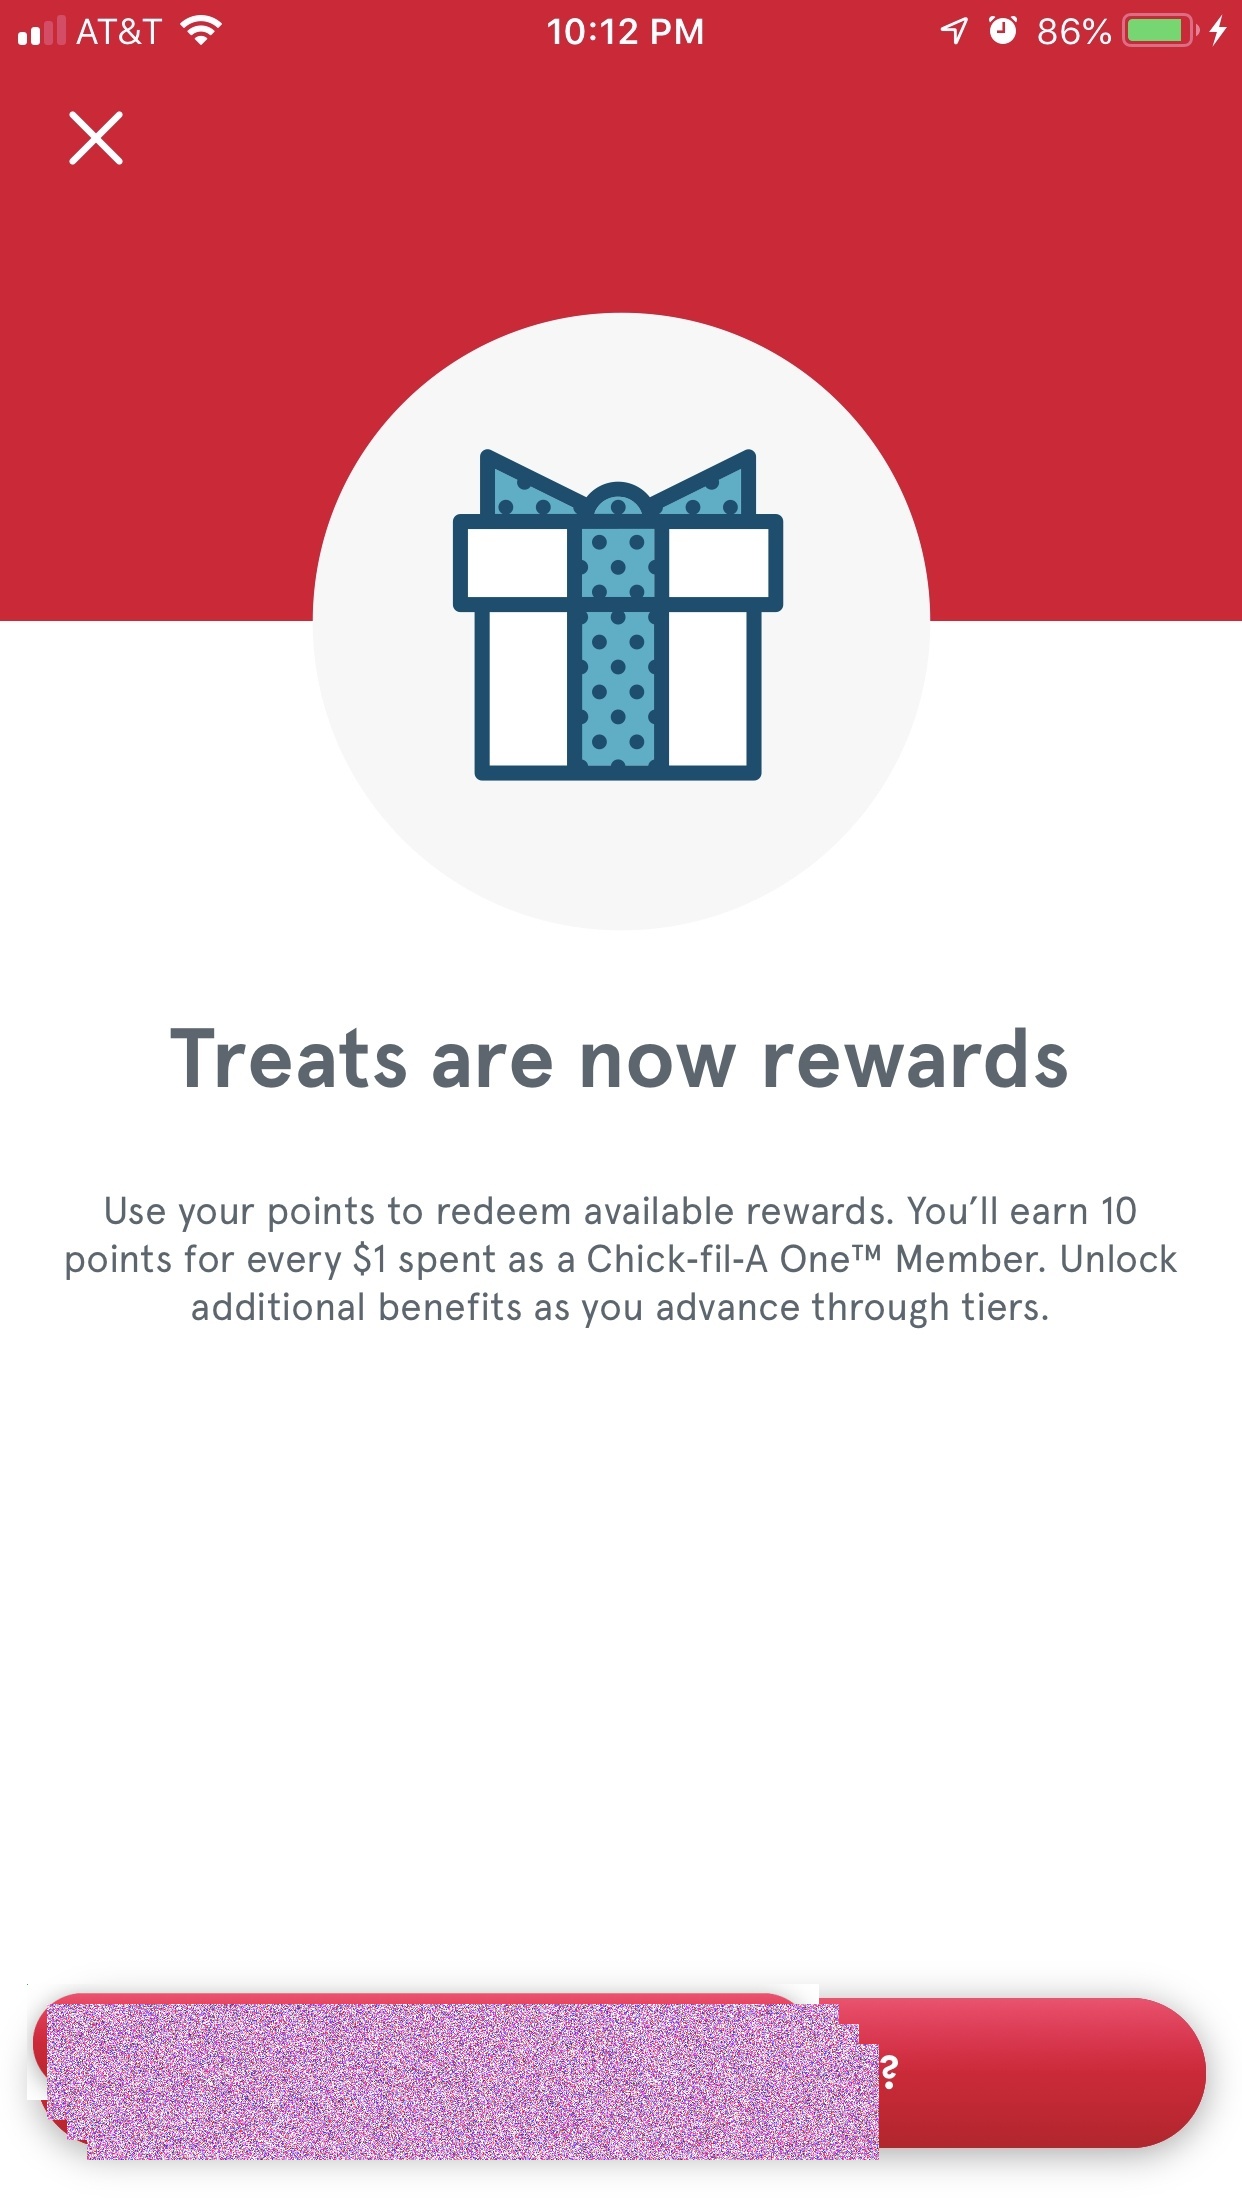 AT&T 10:12 PM 86%
Treats are now rewards
Use your points to redeem available rewards. You’ll earn 10
points for every $1 spent as a Chick-fil-A One™ Member. Unlock
additional benefits as you advance through tiers.
?